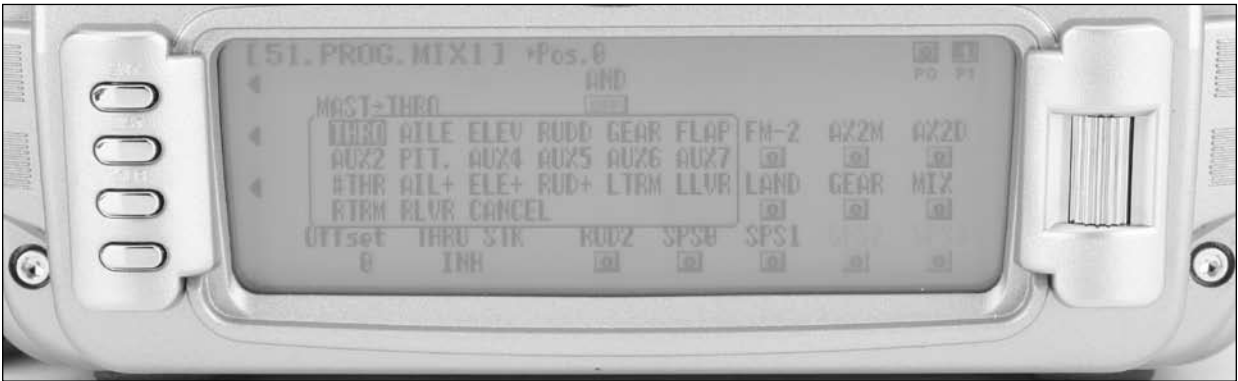 [51.PROG.MIX1] Pos.0
P0 P1
AND
MAST→THRO
THRO AILE ELEV RUDD GEAR FLAP FM-2 AX2M AX2D
AUX2 PIT. AUX4 AUX5 AUX6 AUX7
#THR AIL+ ELE+ RUD+ LTRM LLVR LAND GEAR MIX
RTRM RLVR CANCEL
Offset THRO STK RUD2 SPS0 SPS1
0 INH